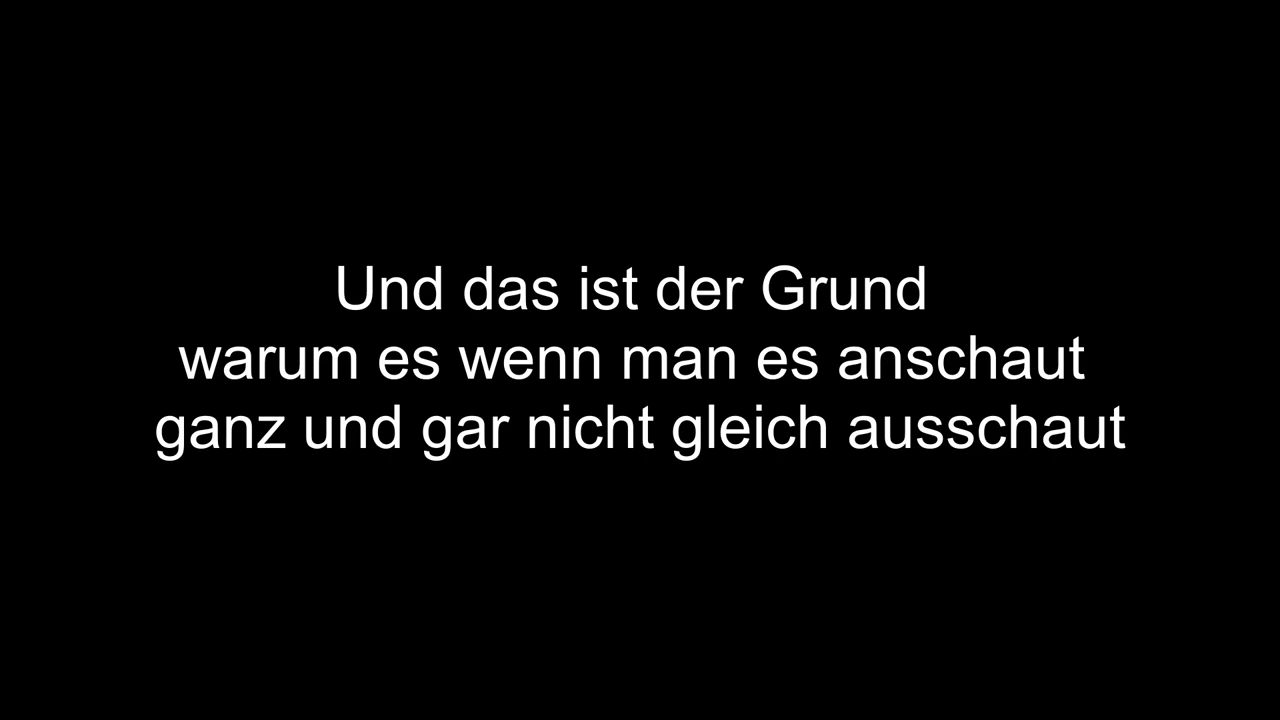 Und das ist der Grund
warum es wenn man es anschaut
ganz und gar nicht gleich ausschaut